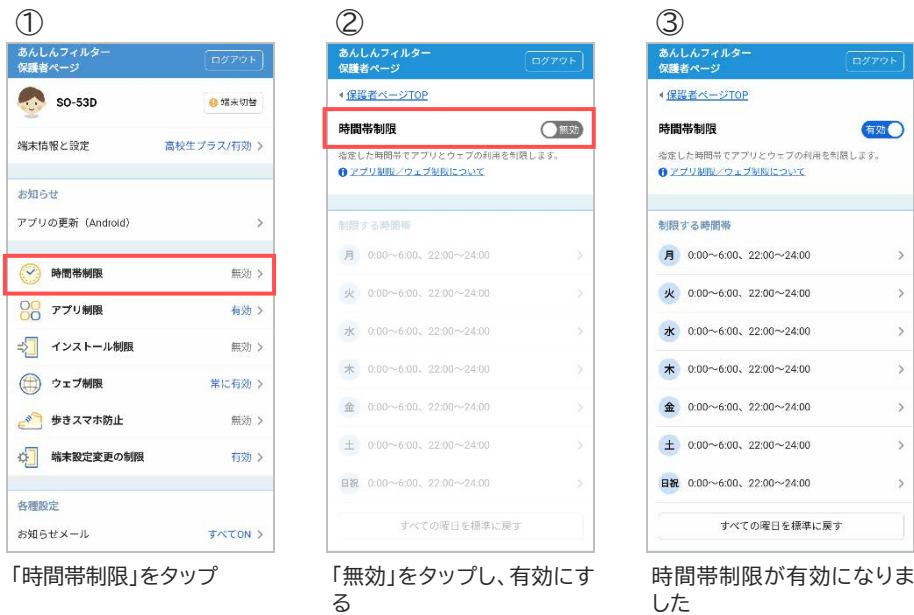 ①
あんしんフィルター
保護者ページ
ログアウト
SO-53D
端末切替
端末情報と設定 高校生プラス/有効
お知らせ
アプリの更新（Android）
時間帯制限 無効
アプリ制限 有効
インストール制限 無効
ウェブ制限 常に有効
歩きスマホ防止 無効
端末設定変更の制限 有効
各種設定
お知らせメール すべてON
「時間帯制限」をタップ
②
あんしんフィルター
保護者ページ
ログアウト
保護者ページTOP
時間帯制限 無効
指定した時間帯でアプリとウェブの利用を制限します。
アプリ制限／ウェブ制限について
制限する時間帯
月 0:00～6:00、22:00～24:00
火 0:00～6:00、22:00～24:00
水 0:00～6:00、22:00～24:00
木 0:00～6:00、22:00～24:00
金 0:00～6:00、22:00～24:00
土 0:00～6:00、22:00～24:00
日祝 0:00～6:00、22:00～24:00
すべての曜日を標準に戻す
「無効」をタップし、有効にす
る
③
あんしんフィルター
保護者ページ
ログアウト
保護者ページTOP
時間帯制限 有効
指定した時間帯でアプリとウェブの利用を制限します。
アプリ制限／ウェブ制限について
制限する時間帯
月 0:00～6:00、22:00～24:00
火 0:00～6:00、22:00～24:00
水 0:00～6:00、22:00～24:00
木 0:00～6:00、22:00～24:00
金 0:00～6:00、22:00～24:00
土 0:00～6:00、22:00～24:00
日祝 0:00～6:00、22:00～24:00
すべての曜日を標準に戻す
時間帯制限が有効になりま
した